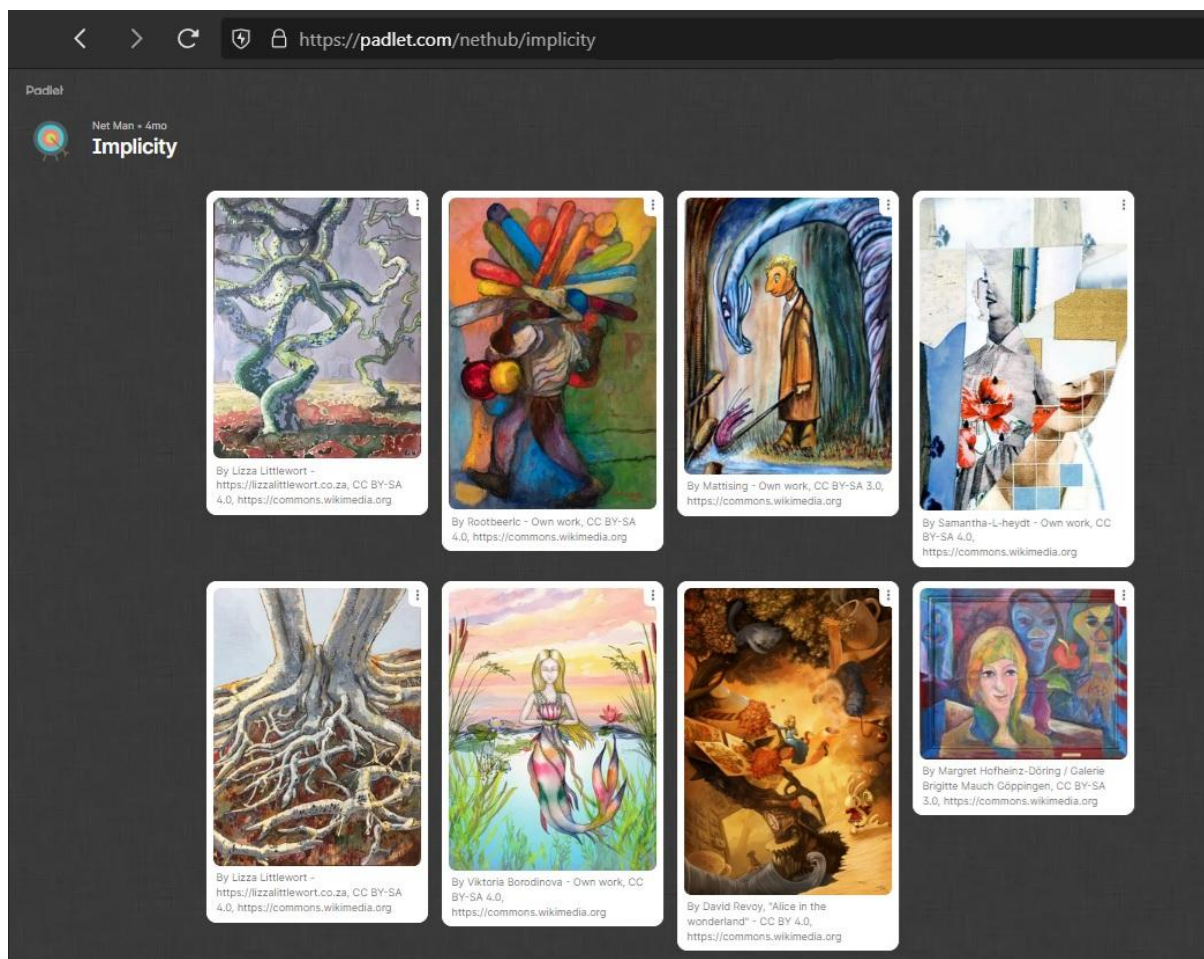 https://padlet.com/nethub/implicity
Padlet
Net Man • 4mo
Implicity
By Lizza Littlewort -
https://lizzalittlewort.co.za, CC BY-SA
4.0, https://commons.wikimedia.org
By Rootbeerlc - Own work, CC BY-SA
4.0, https://commons.wikimedia.org
By Mattising - Own work, CC BY-SA 3.0,
https://commons.wikimedia.org
By Samantha-L-heydt - Own work, CC
BY-SA 4.0,
https://commons.wikimedia.org
By Lizza Littlewort -
https://lizzalittlewort.co.za, CC BY-SA
4.0, https://commons.wikimedia.org
By Viktoria Borodinova - Own work, CC
BY-SA 4.0,
https://commons.wikimedia.org
By David Revoy, "Alice in the
wonderland" - CC BY 4.0,
https://commons.wikimedia.org
By Margret Hofheinz-Döring / Galerie
Brigitte Mauch Göppingen, CC BY-SA
3.0, https://commons.wikimedia.org